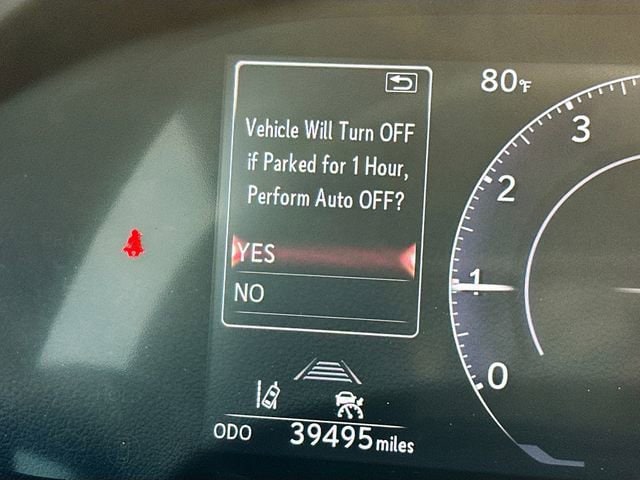 80°F
Vehicle Will Turn OFF
if Parked for 1 Hour,
Perform Auto OFF?
YES
NO
3
2
1
0
ODO 39495 miles